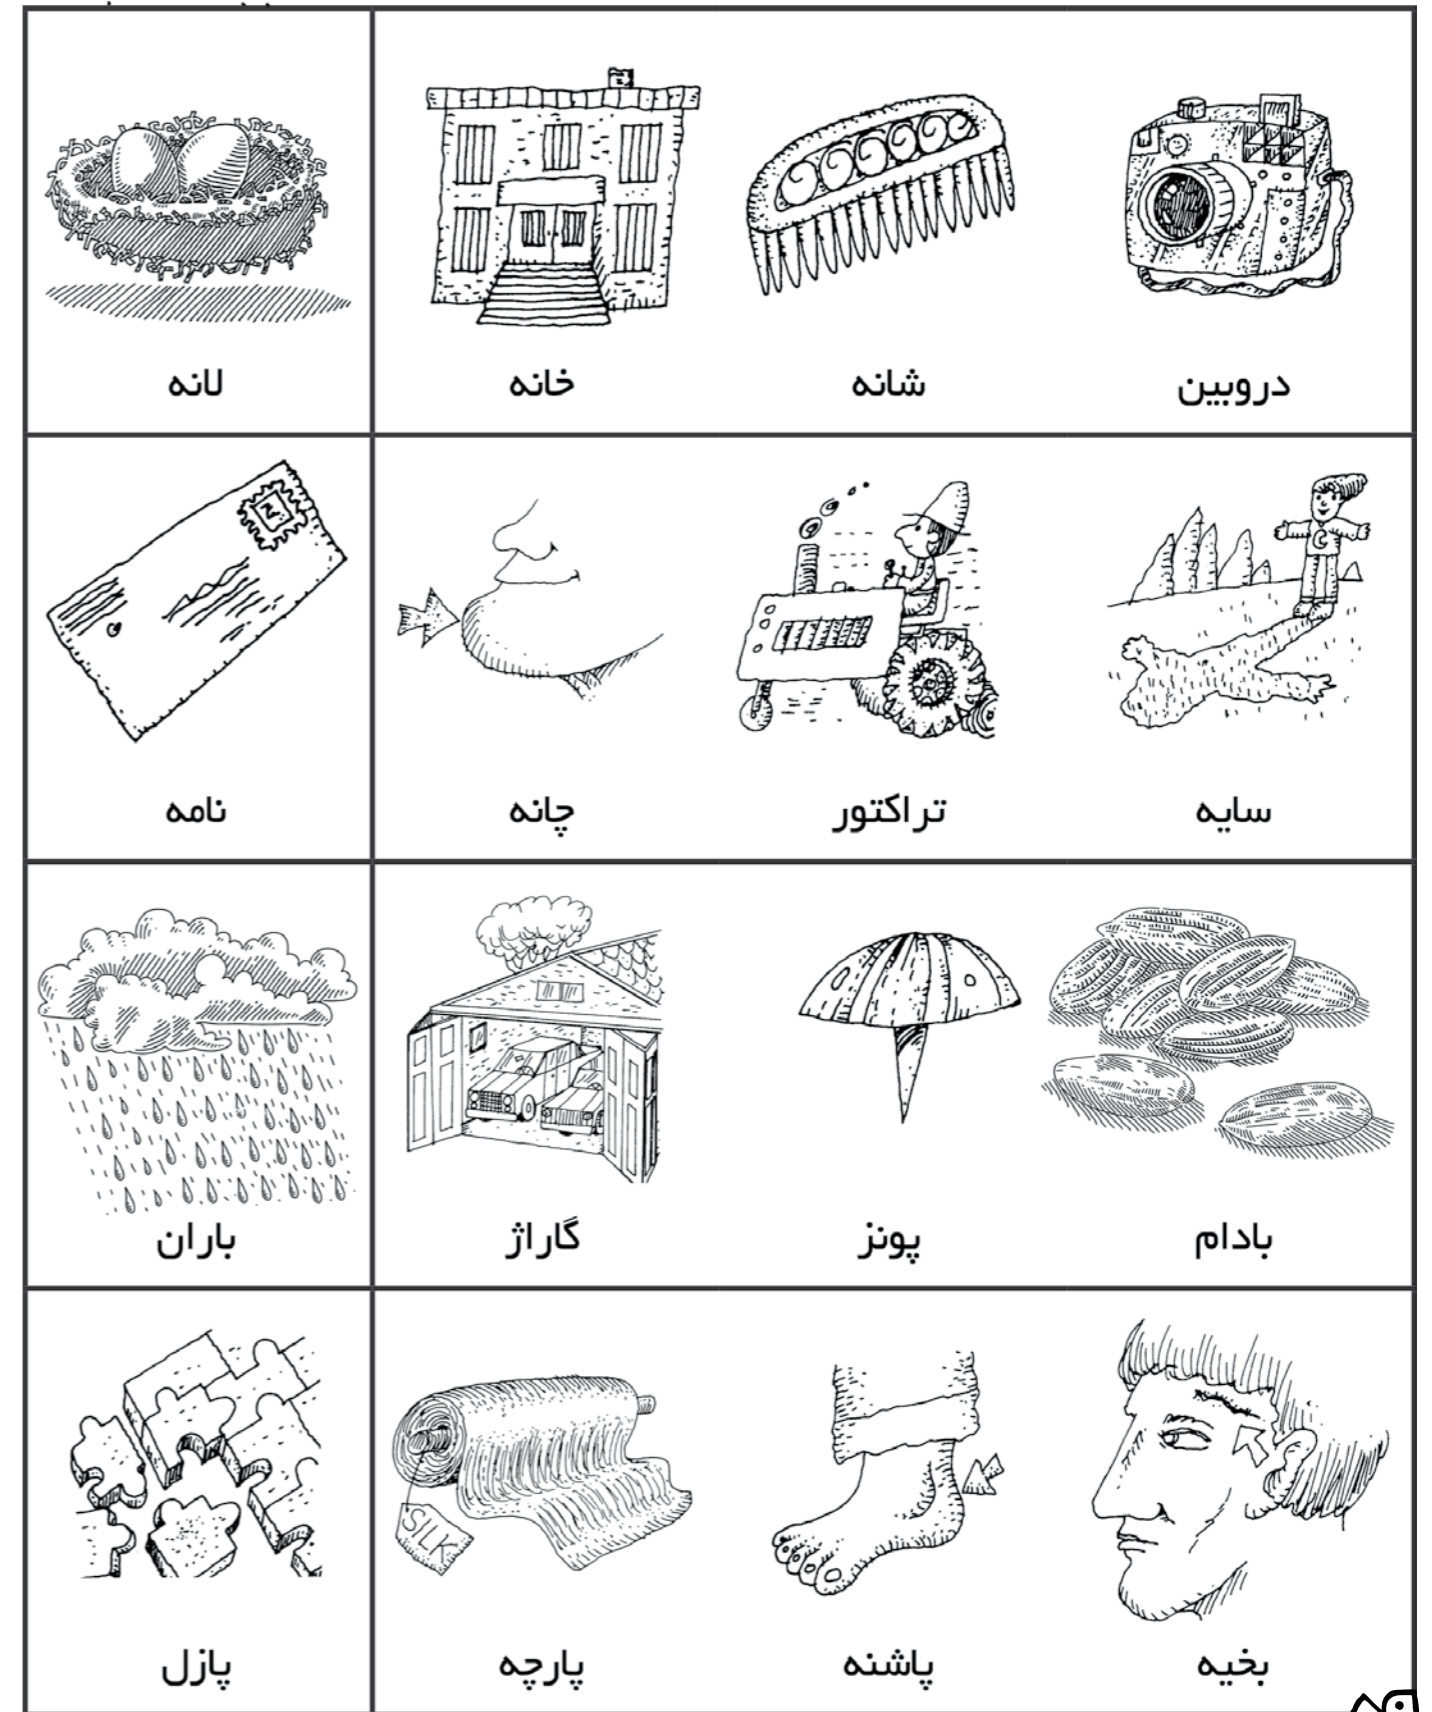 دروبین شانه خانه لانه
سایه تراکتور چانه نامه
بادام پونز گاراژ باران
SILK
بخیه پاشنه پارچه پازل